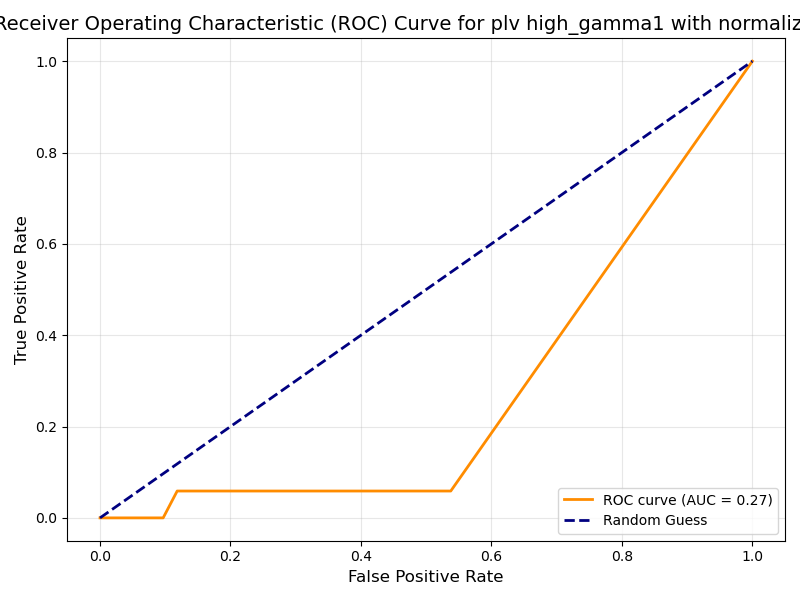 Receiver Operating Characteristic (ROC) Curve for plv high_gamma1 with normaliz
1.0
0.8
0.6
0.4
0.2
0.0
True Positive Rate
ROC curve (AUC = 0.27)
Random Guess
0.0 0.2 0.4 0.6 0.8 1.0
False Positive Rate